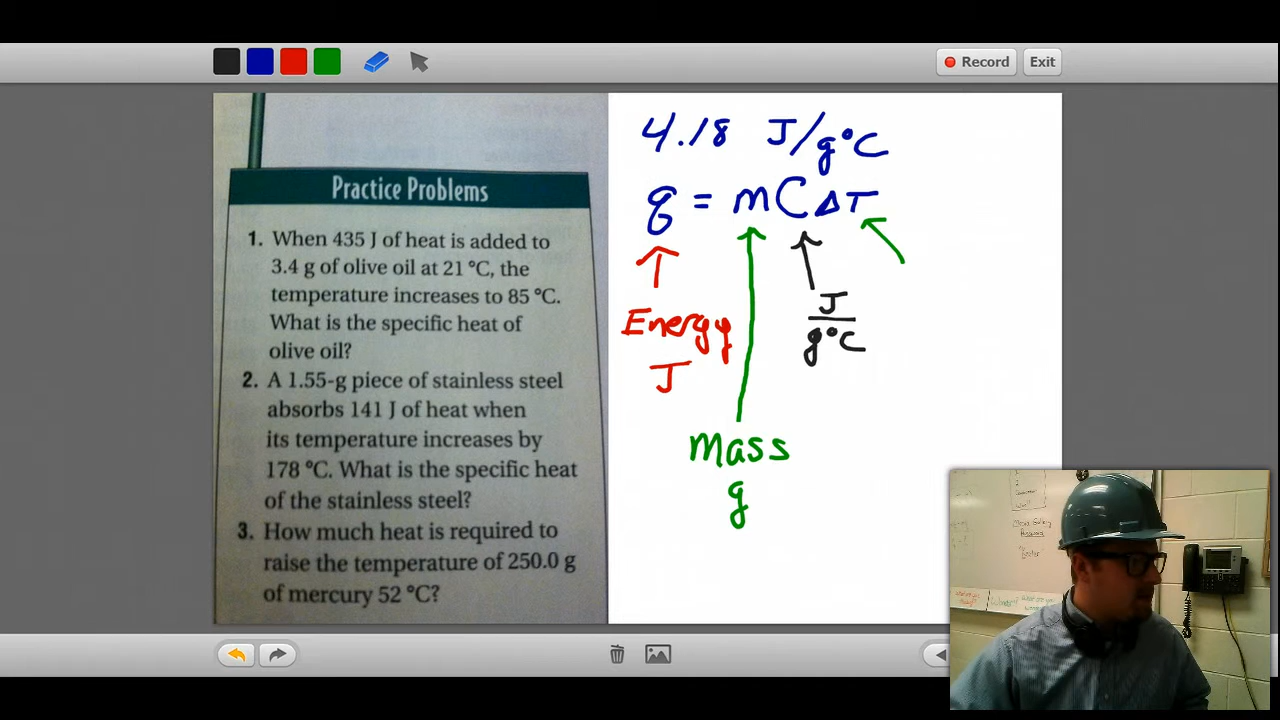 Record
Exit
Practice Problems
1. When 435 J of heat is added to
3.4 g of olive oil at 21 °C, the
temperature increases to 85 °C.
What is the specific heat of
olive oil?
2. A 1.55-g piece of stainless steel
absorbs 141 J of heat when
its temperature increases by
178 °C. What is the specific heat
of the stainless steel?
3. How much heat is required to
raise the temperature of 250.0 g
of mercury 52 °C?
4.18 J/g°C
q = mCΔT
Energy
J
J
g°C
Mass
g